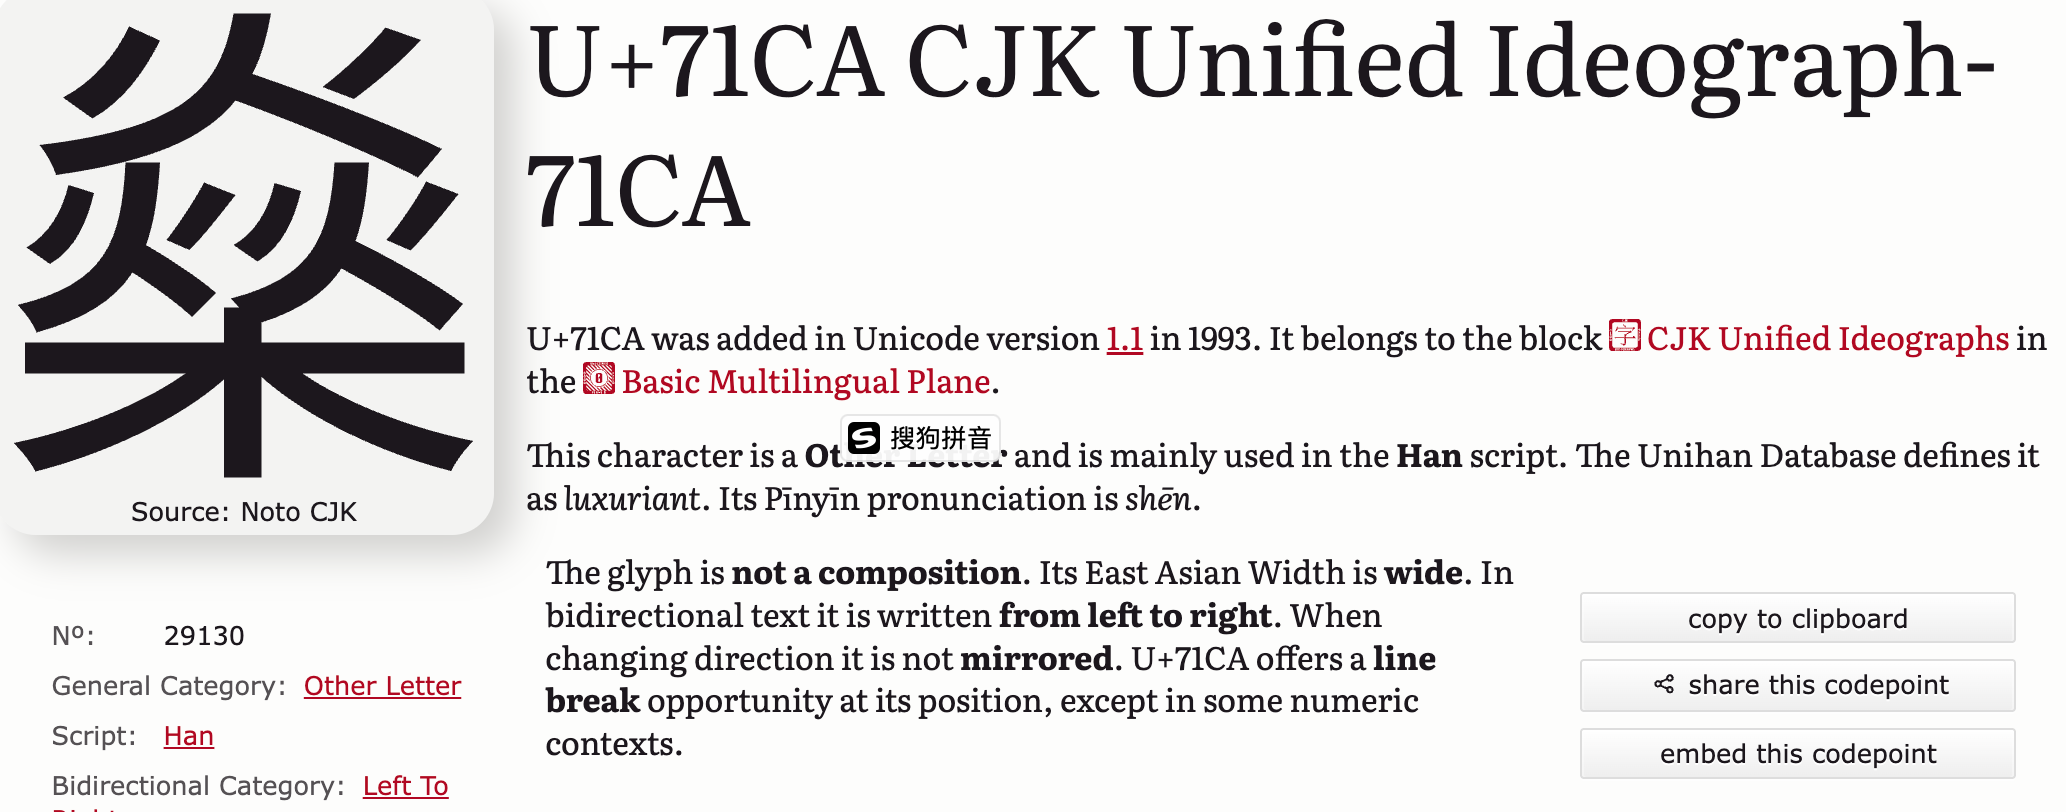 燊
Source: Noto CJK
Nº: 29130
General Category: Other Letter
Script: Han
Bidirectional Category: Left To
U+71CA CJK Unified Ideograph-
71CA
U+71CA was added in Unicode version 1.1 in 1993. It belongs to the block 字 CJK Unified Ideographs in
the 0 Basic Multilingual Plane.
搜狗拼音
This character is a Other Letter and is mainly used in the Han script. The Unihan Database defines it
as luxuriant. Its Pīnyīn pronunciation is shēn.
The glyph is not a composition. Its East Asian Width is wide. In
bidirectional text it is written from left to right. When
changing direction it is not mirrored. U+71CA offers a line
break opportunity at its position, except in some numeric
contexts.
copy to clipboard
share this codepoint
embed this codepoint